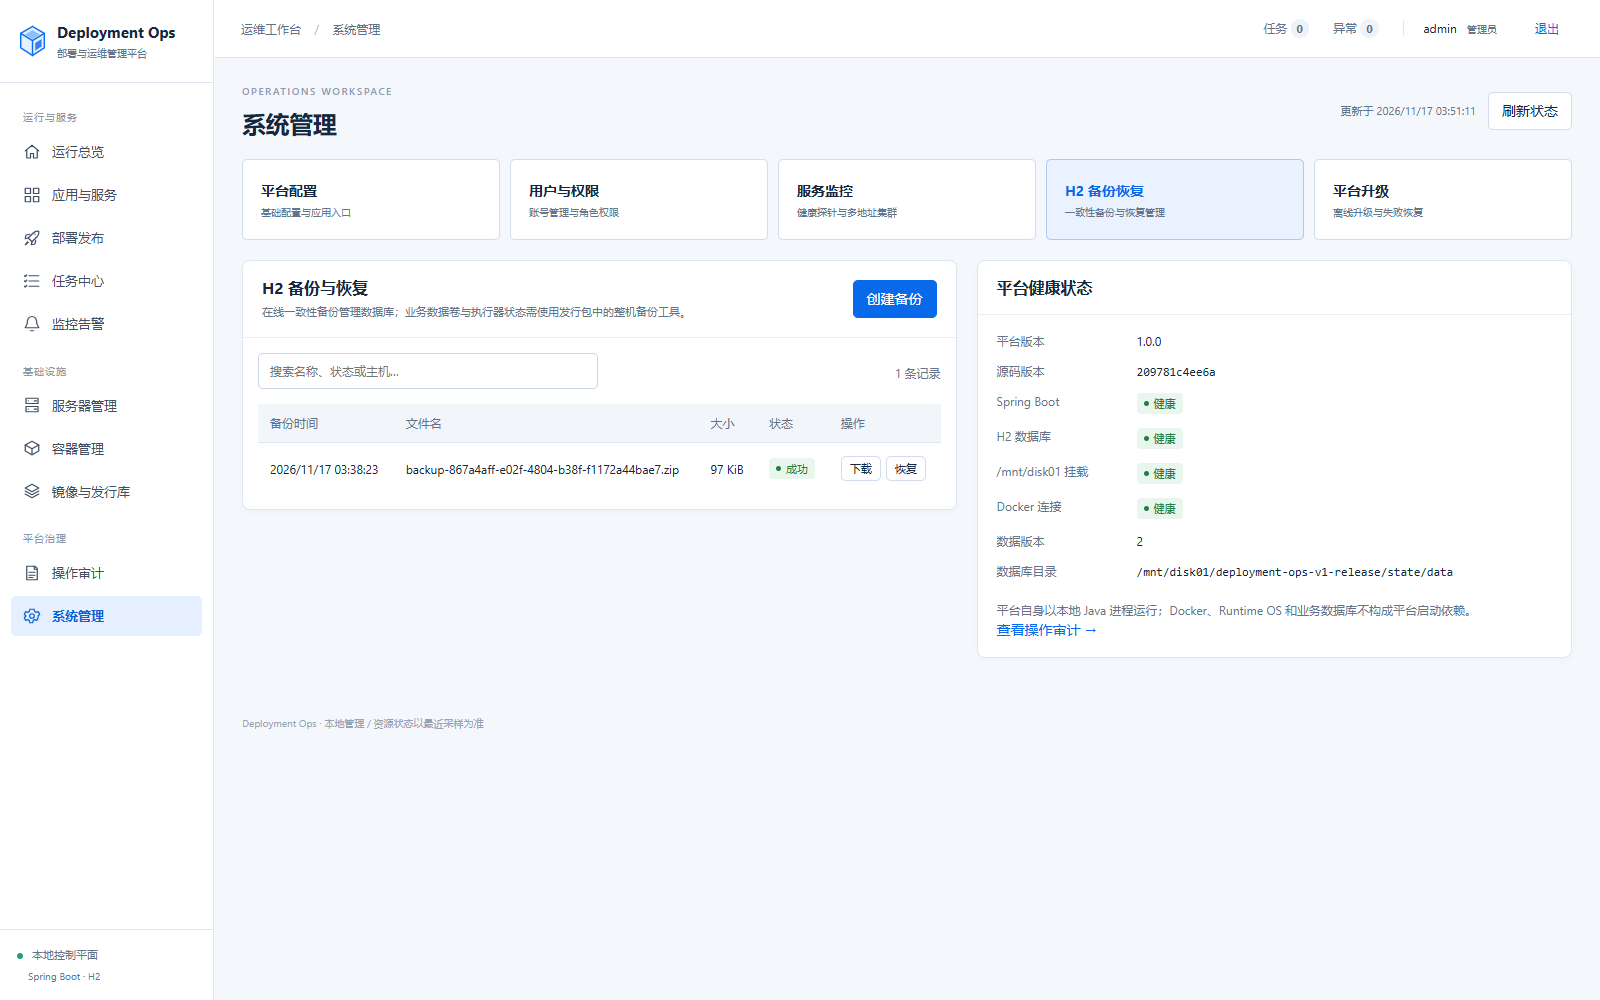 Deployment Ops
部署与运维管理平台
运行与服务
运行总览
应用与服务
部署发布
任务中心
监控告警
基础设施
服务器管理
容器管理
镜像与发行库
平台治理
操作审计
系统管理
本地控制平面
Spring Boot · H2
运维工作台 / 系统管理
任务 0 异常 0 admin 管理员 退出
OPERATIONS WORKSPACE
系统管理
更新于 2026/11/17 03:51:11 刷新状态
平台配置
基础配置与应用入口
用户与权限
账号管理与角色权限
服务监控
健康探针与多地址集群
H2 备份恢复
一致性备份与恢复管理
平台升级
离线升级与失败恢复
H2 备份与恢复
在线一致性备份管理数据库；业务数据卷与执行器状态需使用发行包中的整机备份工具。
创建备份
搜索名称、状态或主机...
1 条记录
备份时间 文件名 大小 状态 操作
2026/11/17 03:38:23 backup-867a4aff-e02f-4804-b38f-f1172a44bae7.zip 97 KiB 成功 下载 恢复
平台健康状态
平台版本 1.0.0
源码版本 209781c4ee6a
Spring Boot 健康
H2 数据库 健康
/mnt/disk01 挂载 健康
Docker 连接 健康
数据版本 2
数据库目录 /mnt/disk01/deployment-ops-v1-release/state/data
平台自身以本地 Java 进程运行；Docker、Runtime OS 和业务数据库不构成平台启动依赖。
查看操作审计 →
Deployment Ops · 本地管理 / 资源状态以最近采样为准